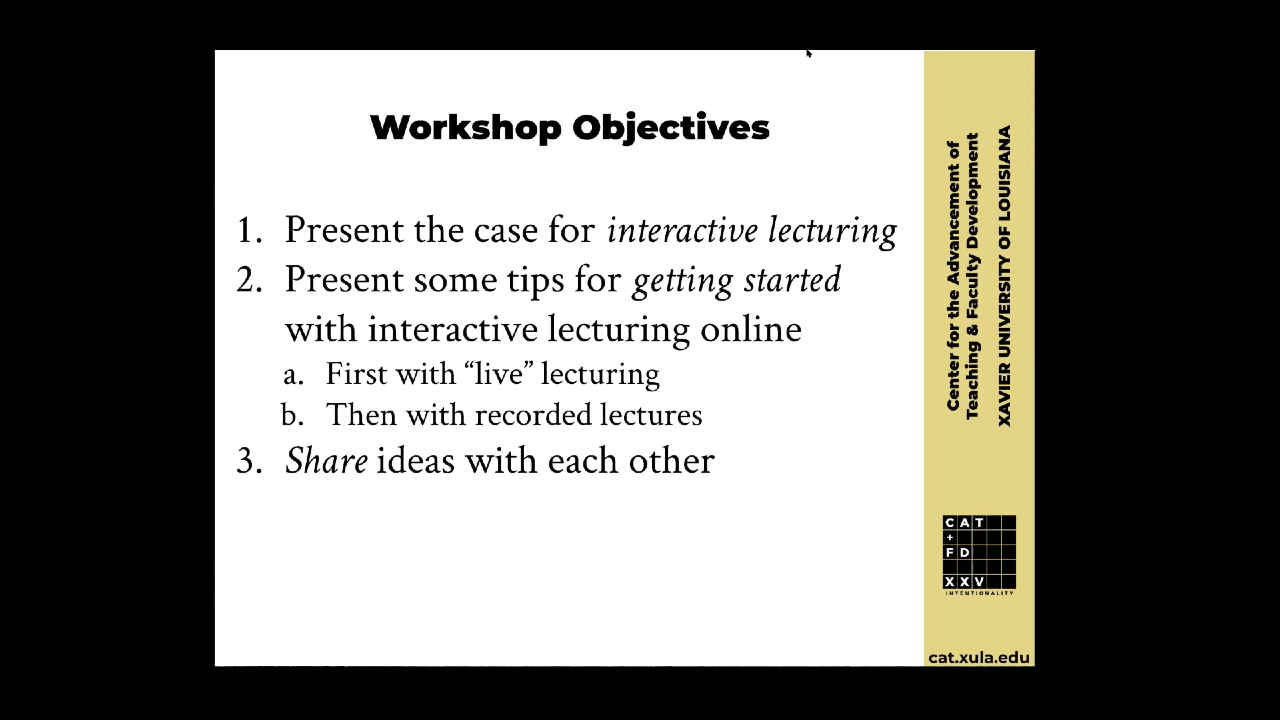 Workshop Objectives
1. Present the case for interactive lecturing
2. Present some tips for getting started
with interactive lecturing online
a. First with “live” lecturing
b. Then with recorded lectures
3. Share ideas with each other
Center for the Advancement of
Teaching & Faculty Development
XAVIER UNIVERSITY OF LOUISIANA
CAT
+
FD
XXV
INTENTIONALITY
cat.xula.edu